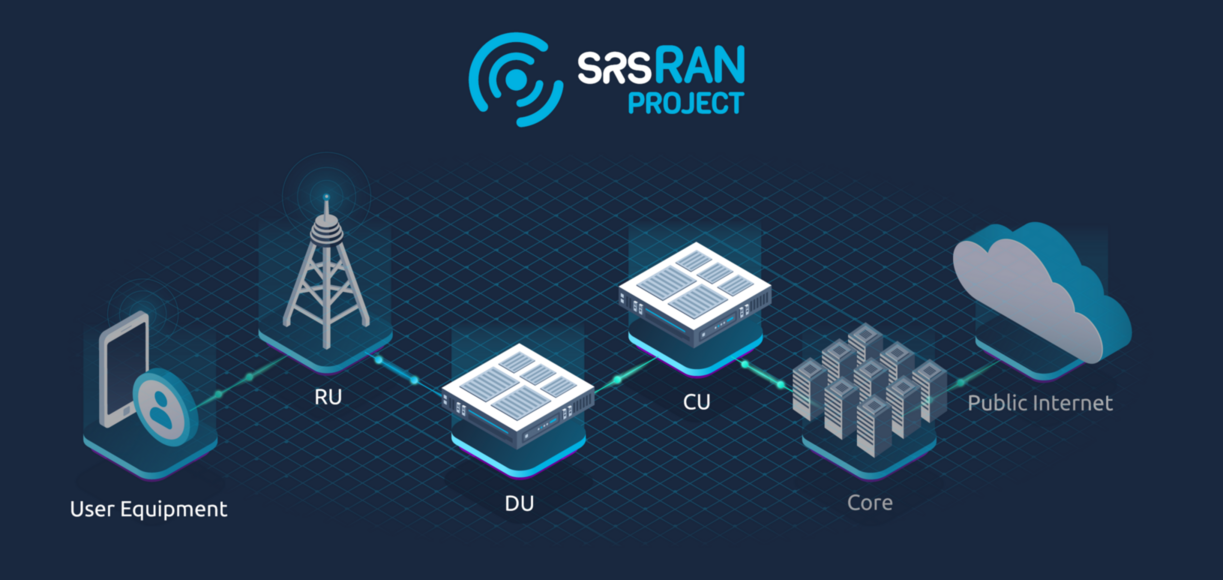 srsRAN
PROJECT
RU
CU
Public Internet
User Equipment
DU
Core